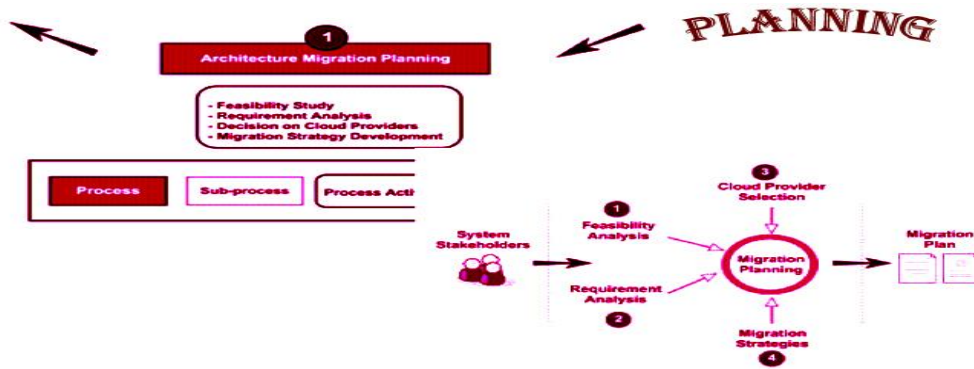 PLANNING
1
Architecture Migration Planning
- Feasibility Study
- Requirement Analysis
- Decision on Cloud Providers
- Migration Strategy Development
Process
Sub-process
Process Acti
3
Cloud Provider
Selection
1
Feasibility
Analysis
System
Stakeholders
Migration
Planning
Migration
Plan
Requirement
Analysis
2
Migration
Strategies
4